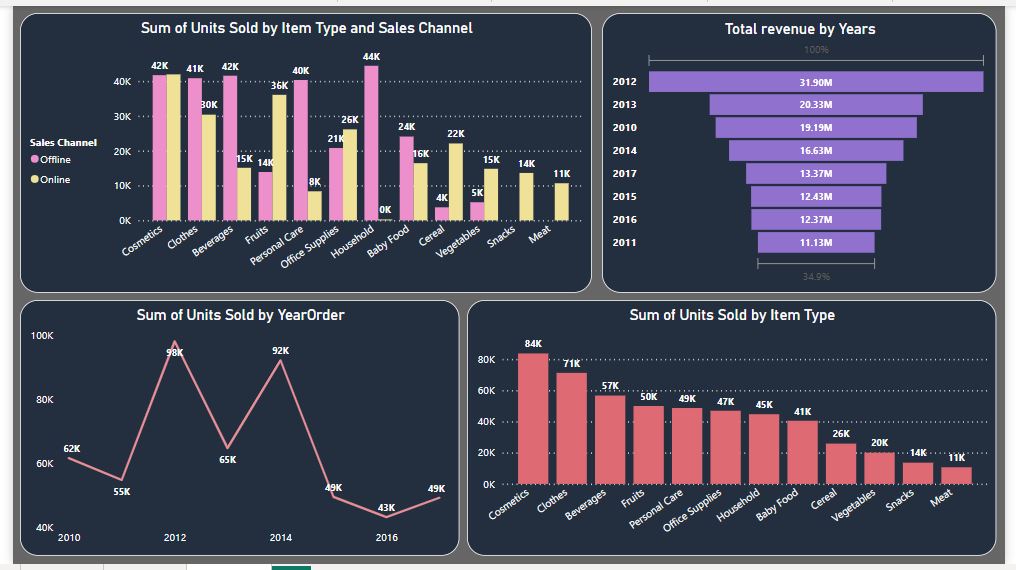 Sum of Units Sold by Item Type and Sales Channel
Sales Channel
Offline
Online
40K
30K
20K
10K
0K
42K
41K
30K
42K
15K
14K
36K
40K
8K
21K
26K
44K
0K
24K
16K
4K
22K
5K
15K
14K
11K
Cosmetics
Clothes
Beverages
Fruits
Personal Care
Office Supplies
Household
Baby Food
Cereal
Vegetables
Snacks
Meat
Total revenue by Years
100%
2012 31.90M
2013 20.33M
2010 19.19M
2014 16.63M
2017 13.37M
2015 12.43M
2016 12.37M
2011 11.13M
34.9%
Sum of Units Sold by YearOrder
100K
80K
60K
40K
62K
55K
98K
65K
92K
49K
43K
49K
2010
2012
2014
2016
Sum of Units Sold by Item Type
80K
60K
40K
20K
0K
84K
71K
57K
50K
49K
47K
45K
41K
26K
20K
14K
11K
Cosmetics
Clothes
Beverages
Fruits
Personal Care
Office Supplies
Household
Baby Food
Cereal
Vegetables
Snacks
Meat